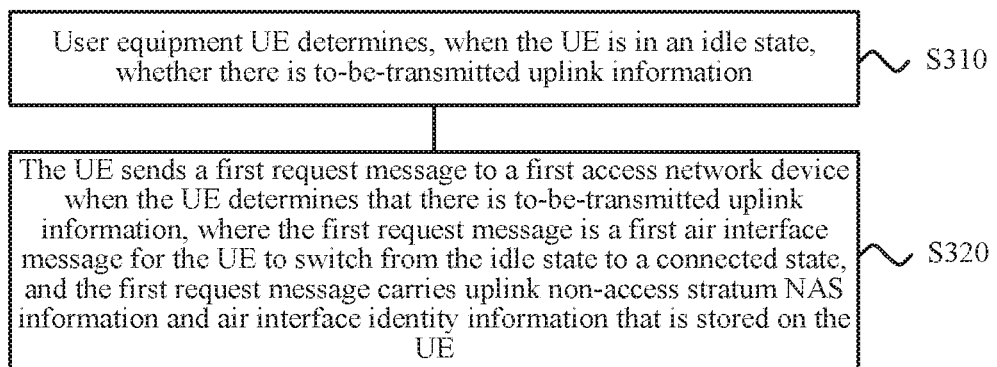 User equipment UE determines, when the UE is in an idle state,
whether there is to-be-transmitted uplink information
S310
The UE sends a first request message to a first access network device
when the UE determines that there is to-be-transmitted uplink
information, where the first request message is a first air interface
message for the UE to switch from the idle state to a connected state,
and the first request message carries uplink non-access stratum NAS
information and air interface identity information that is stored on the
UE
S320